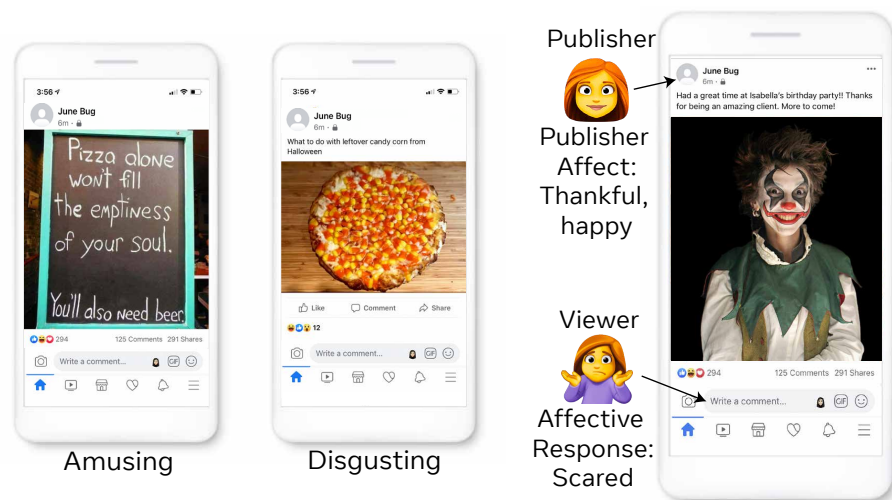 3:56
June Bug
6m
Pizza alone
won't fill
the emptiness
of your soul.
You'll also need beer.
294
125 Comments 291 Shares
Write a comment...
GIF
Amusing
3:56
June Bug
6m
What to do with leftover candy corn from
Halloween
Like Comment Share
12
Write a comment...
GIF
Disgusting
Publisher
Publisher
Affect:
Thankful,
happy
Viewer
Affective
Response:
Scared
June Bug
6m
Had a great time at Isabella's birthday party!! Thanks
for being an amazing client. More to come!
294
125 Comments 291 Shares
Write a comment...
GIF